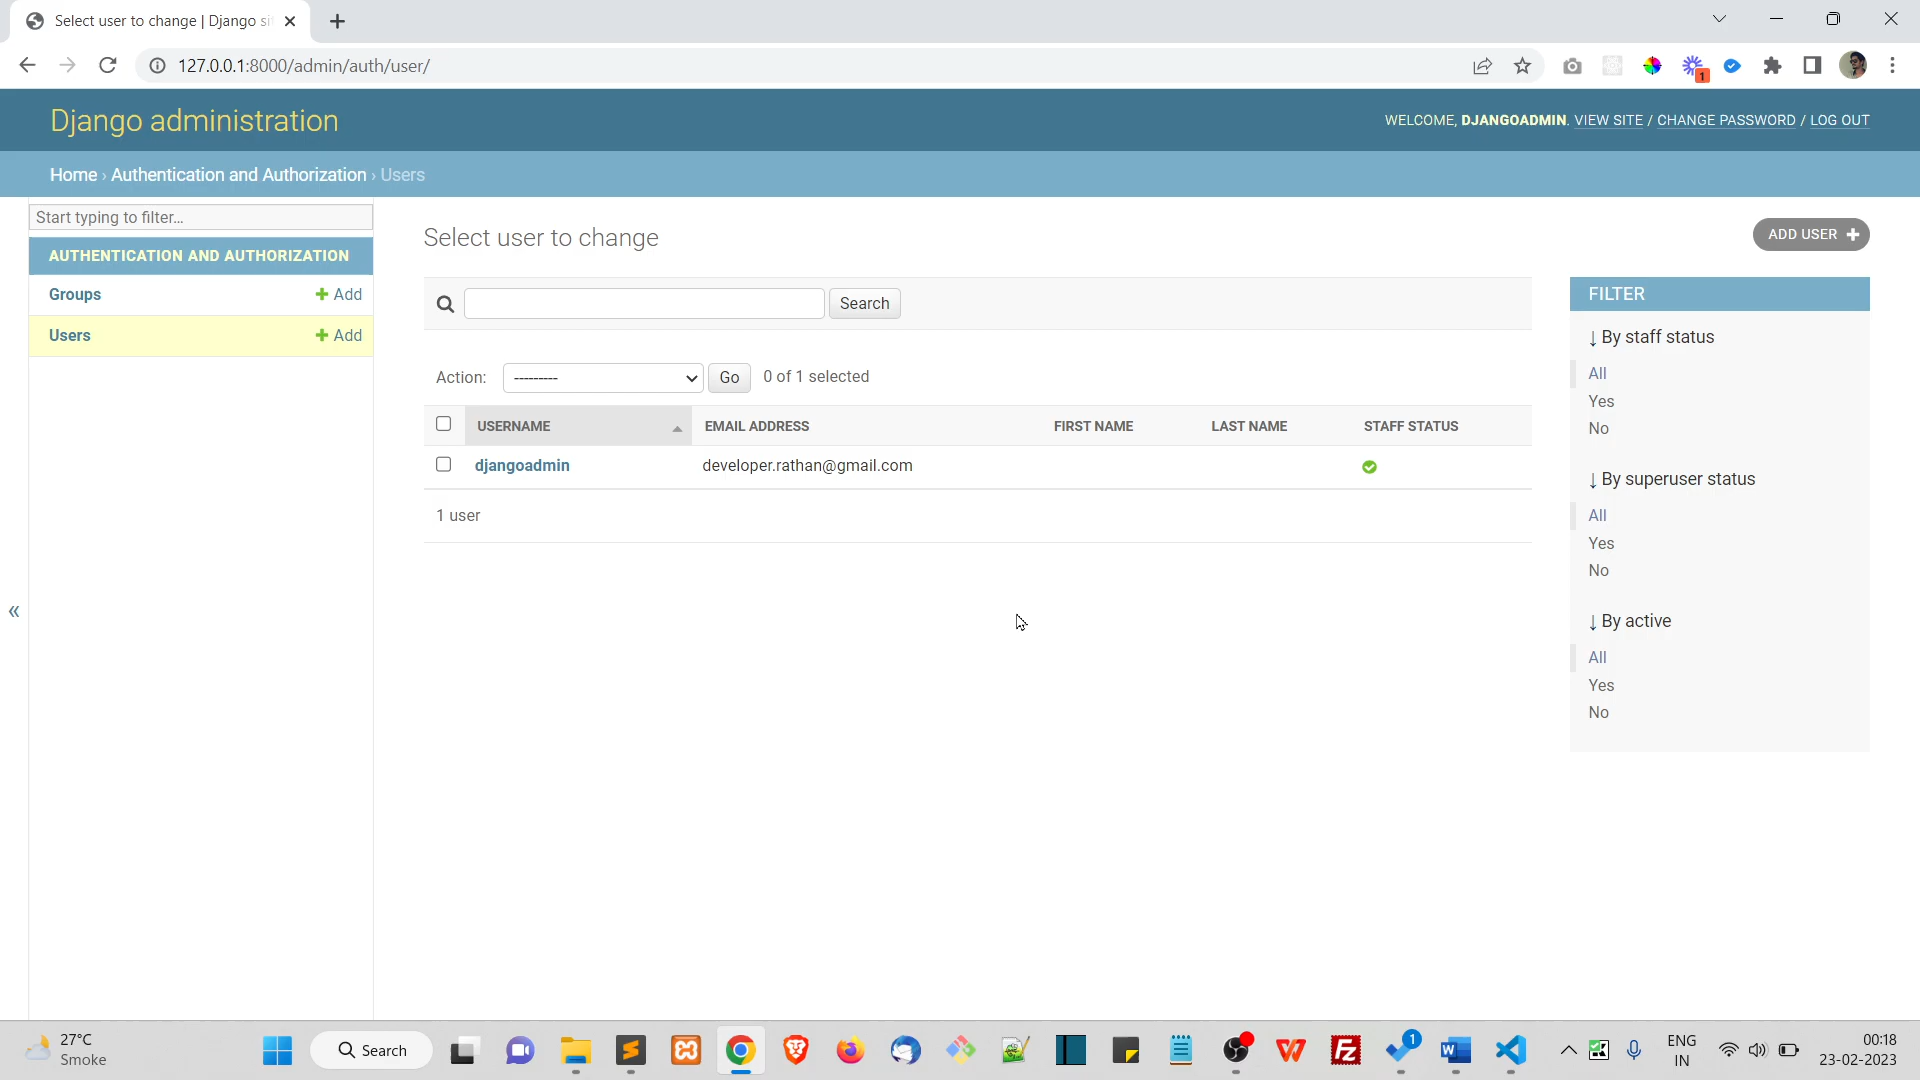 Select user to change | Django si
127.0.0.1:8000/admin/auth/user/
1
Django administration
WELCOME, DJANGOADMIN. VIEW SITE / CHANGE PASSWORD / LOG OUT
Home › Authentication and Authorization › Users
Start typing to filter...
AUTHENTICATION AND AUTHORIZATION
Groups + Add
Users + Add
«
Select user to change
ADD USER +
Search
Action: --------- Go 0 of 1 selected
USERNAME EMAIL ADDRESS FIRST NAME LAST NAME STAFF STATUS
djangoadmin developer.rathan@gmail.com
1 user
FILTER
↓ By staff status
All
Yes
No
↓ By superuser status
All
Yes
No
↓ By active
All
Yes
No
27°C
Smoke
Search
1
ENG
IN
00:18
23-02-2023